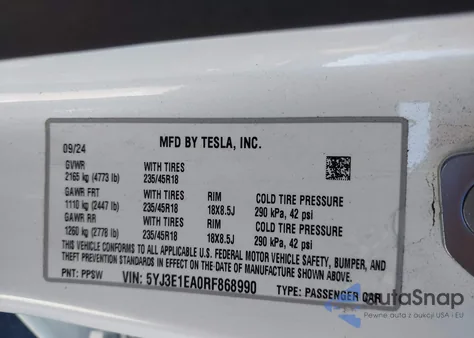 MFD BY TESLA, INC.
09/24
GVWR WITH TIRES
2165 kg (4773 lb) 235/45R18
GAWR FRT WITH TIRES RIM COLD TIRE PRESSURE
1110 kg (2447 lb) 235/45R18 18X8.5J 290 kPa, 42 psi
GAWR RR WITH TIRES RIM COLD TIRE PRESSURE
1260 kg (2778 lb) 235/45R18 18X8.5J 290 kPa, 42 psi
THIS VEHICLE CONFORMS TO ALL APPLICABLE U.S. FEDERAL MOTOR VEHICLE SAFETY, BUMPER, AND
THEFT PREVENTION STANDARDS IN EFFECT ON THE DATE OF MANUFACTURE SHOWN ABOVE.
PNT: PPSW VIN: 5YJ3E1EA0RF868990 TYPE: PASSENGER CAR
autoSnap
Pewne auta z USA i EU